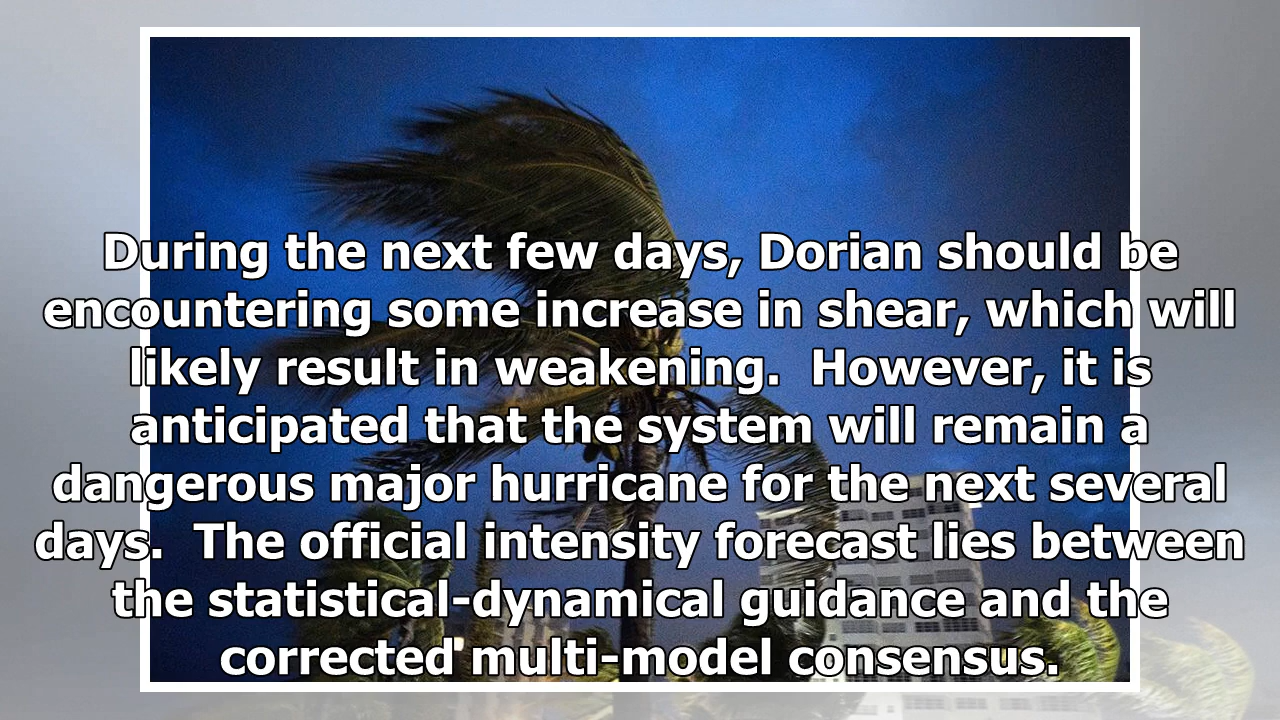 During the next few days, Dorian should be
encountering some increase in shear, which will
likely result in weakening.  However, it is
anticipated that the system will remain a
dangerous major hurricane for the next several
days.  The official intensity forecast lies between
the statistical-dynamical guidance and the
corrected multi-model consensus.